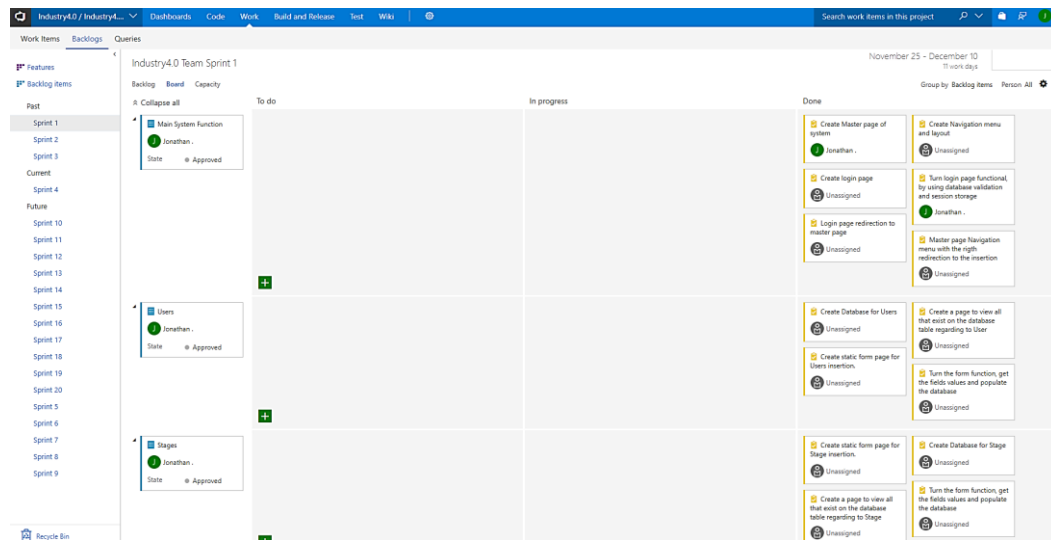 Industry4.0 / Industry4.... Dashboards Code Work Build and Release Test Wiki Search work items in this project J
Work Items Backlogs Queries
Features
Backlog items
Past
Sprint 1
Sprint 2
Sprint 3
Current
Sprint 4
Future
Sprint 10
Sprint 11
Sprint 12
Sprint 13
Sprint 14
Sprint 15
Sprint 16
Sprint 17
Sprint 18
Sprint 19
Sprint 20
Sprint 5
Sprint 6
Sprint 7
Sprint 8
Sprint 9
Recycle Bin
Industry4.0 Team Sprint 1
November 25 - December 10
11 work days
Backlog Board Capacity
Group by Backlog items Person All
Collapse all
To do
In progress
Done
Main System Function
J Jonathan .
State Approved
Create Master page of
system
J Jonathan .
Create Navigation menu
and layout
Unassigned
Create login page
Unassigned
Turn login page functional,
by using database validation
and session storage
J Jonathan .
Login page redirection to
master page
Unassigned
Master page Navigation
menu with the rigth
redirection to the insertion
Unassigned
Users
J Jonathan .
State Approved
Create Database for Users
Unassigned
Create a page to view all
that exist on the database
table regarding to User
Unassigned
Create static form page for
Users insertion.
Unassigned
Turn the form function, get
the fields values and populate
the database
Unassigned
Stages
J Jonathan .
State Approved
Create static form page for
Stage insertion.
Unassigned
Create Database for Stage
Unassigned
Create a page to view all
that exist on the database
table regarding to Stage
Unassigned
Turn the form function, get
the fields values and populate
the database
Unassigned